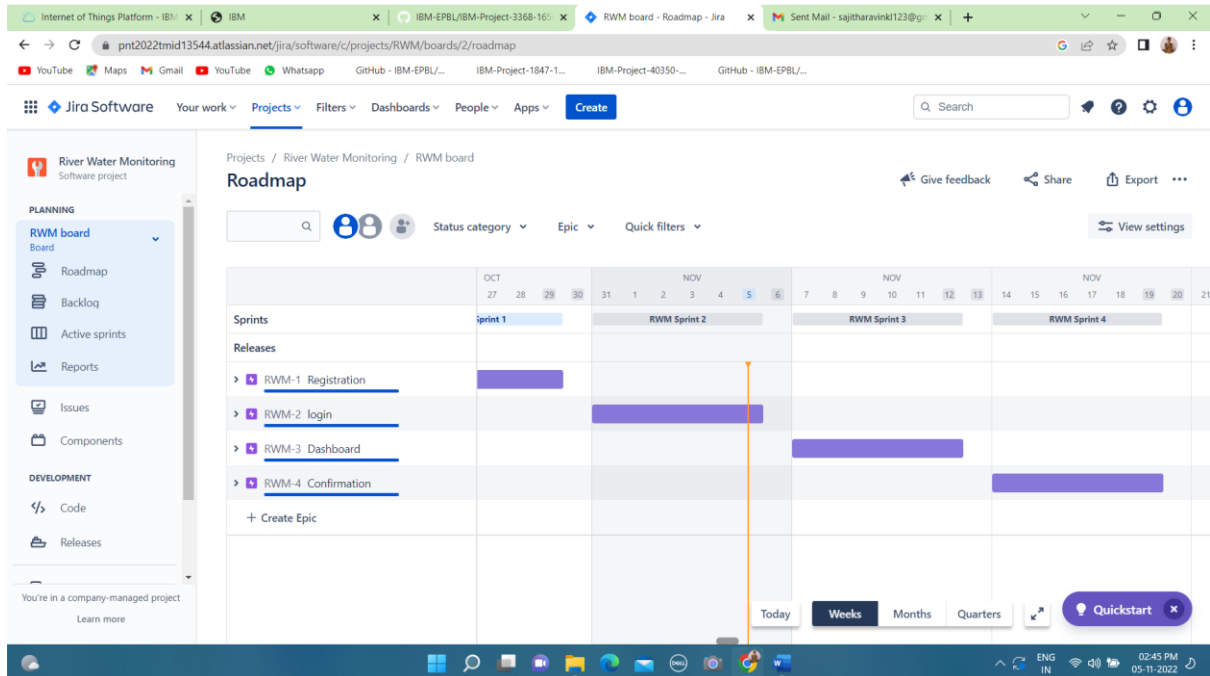 Internet of Things Platform - IBM
IBM
IBM-EPBL/IBM-Project-3368-165
RWM board - Roadmap - Jira
Sent Mail - sajitharavinkl123@gm
pnt2022tmid13544.atlassian.net/jira/software/c/projects/RWM/boards/2/roadmap
YouTube Maps Gmail YouTube Whatsapp GitHub - IBM-EPBL/... IBM-Project-1847-1... IBM-Project-40350-... GitHub - IBM-EPBL/...
Jira Software Your work Projects Filters Dashboards People Apps Create Search
River Water Monitoring
Software project
PLANNING
RWM board
Board
Roadmap
Backlog
Active sprints
Reports
Issues
Components
DEVELOPMENT
Code
Releases
You're in a company-managed project
Learn more
Projects / River Water Monitoring / RWM board
Roadmap
Give feedback Share Export
Status category Epic Quick filters View settings
OCT NOV NOV NOV
27 28 29 30 31 1 2 3 4 5 6 7 8 9 10 11 12 13 14 15 16 17 18 19 20 21
Sprints Sprint 1 RWM Sprint 2 RWM Sprint 3 RWM Sprint 4
Releases
RWM-1 Registration
RWM-2 login
RWM-3 Dashboard
RWM-4 Confirmation
+ Create Epic
Today Weeks Months Quarters Quickstart
ENG
IN
02:45 PM
05-11-2022